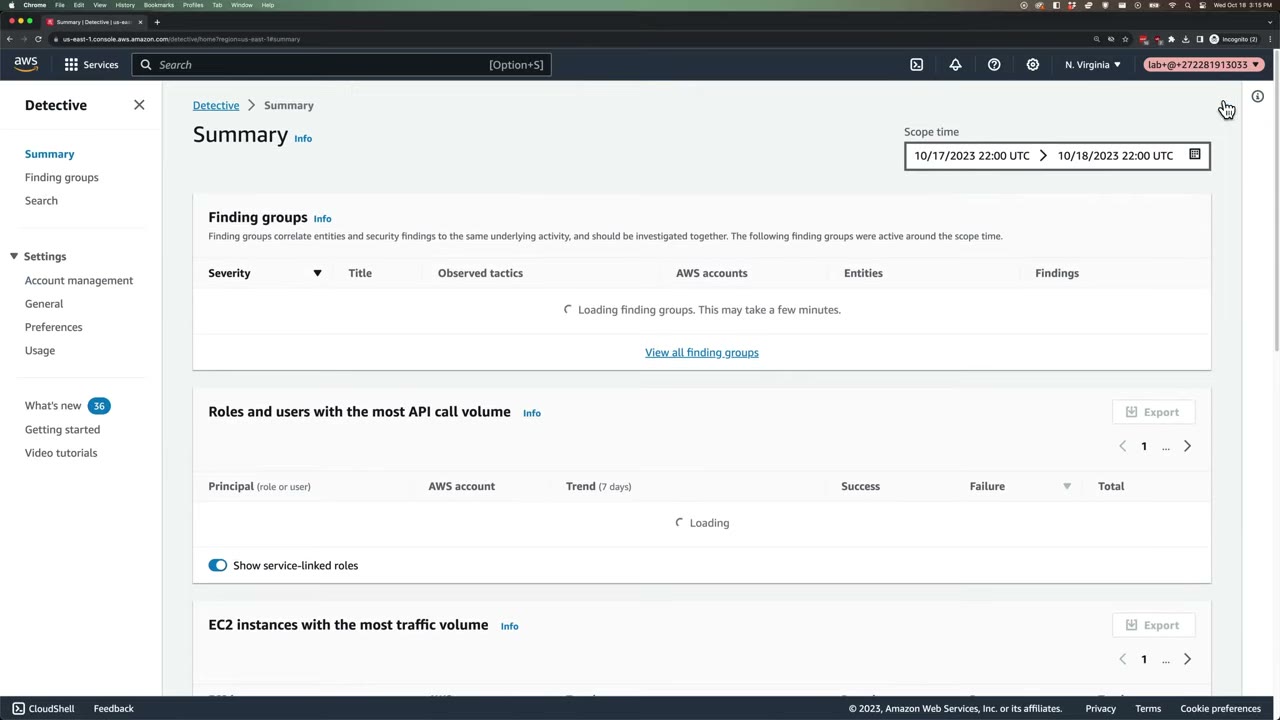 Chrome File Edit View History Bookmarks Profiles Tab Window Help
Wed Oct 18 3:15 PM
Summary | Detective | us-eas
us-east-1.console.aws.amazon.com/detective/home?region=us-east-1#summary
Incognito (2)
aws Services Search [Option+S] N. Virginia lab+@+272281913033
Detective
Summary
Finding groups
Search
Settings
Account management
General
Preferences
Usage
What's new 36
Getting started
Video tutorials
Detective > Summary
Summary Info
Scope time
10/17/2023 22:00 UTC > 10/18/2023 22:00 UTC
Finding groups Info
Finding groups correlate entities and security findings to the same underlying activity, and should be investigated together. The following finding groups were active around the scope time.
Severity Title Observed tactics AWS accounts Entities Findings
Loading finding groups. This may take a few minutes.
View all finding groups
Roles and users with the most API call volume Info Export
1 ...
Principal (role or user) AWS account Trend (7 days) Success Failure Total
Loading
Show service-linked roles
EC2 instances with the most traffic volume Info Export
1 ...
CloudShell Feedback © 2023, Amazon Web Services, Inc. or its affiliates. Privacy Terms Cookie preferences